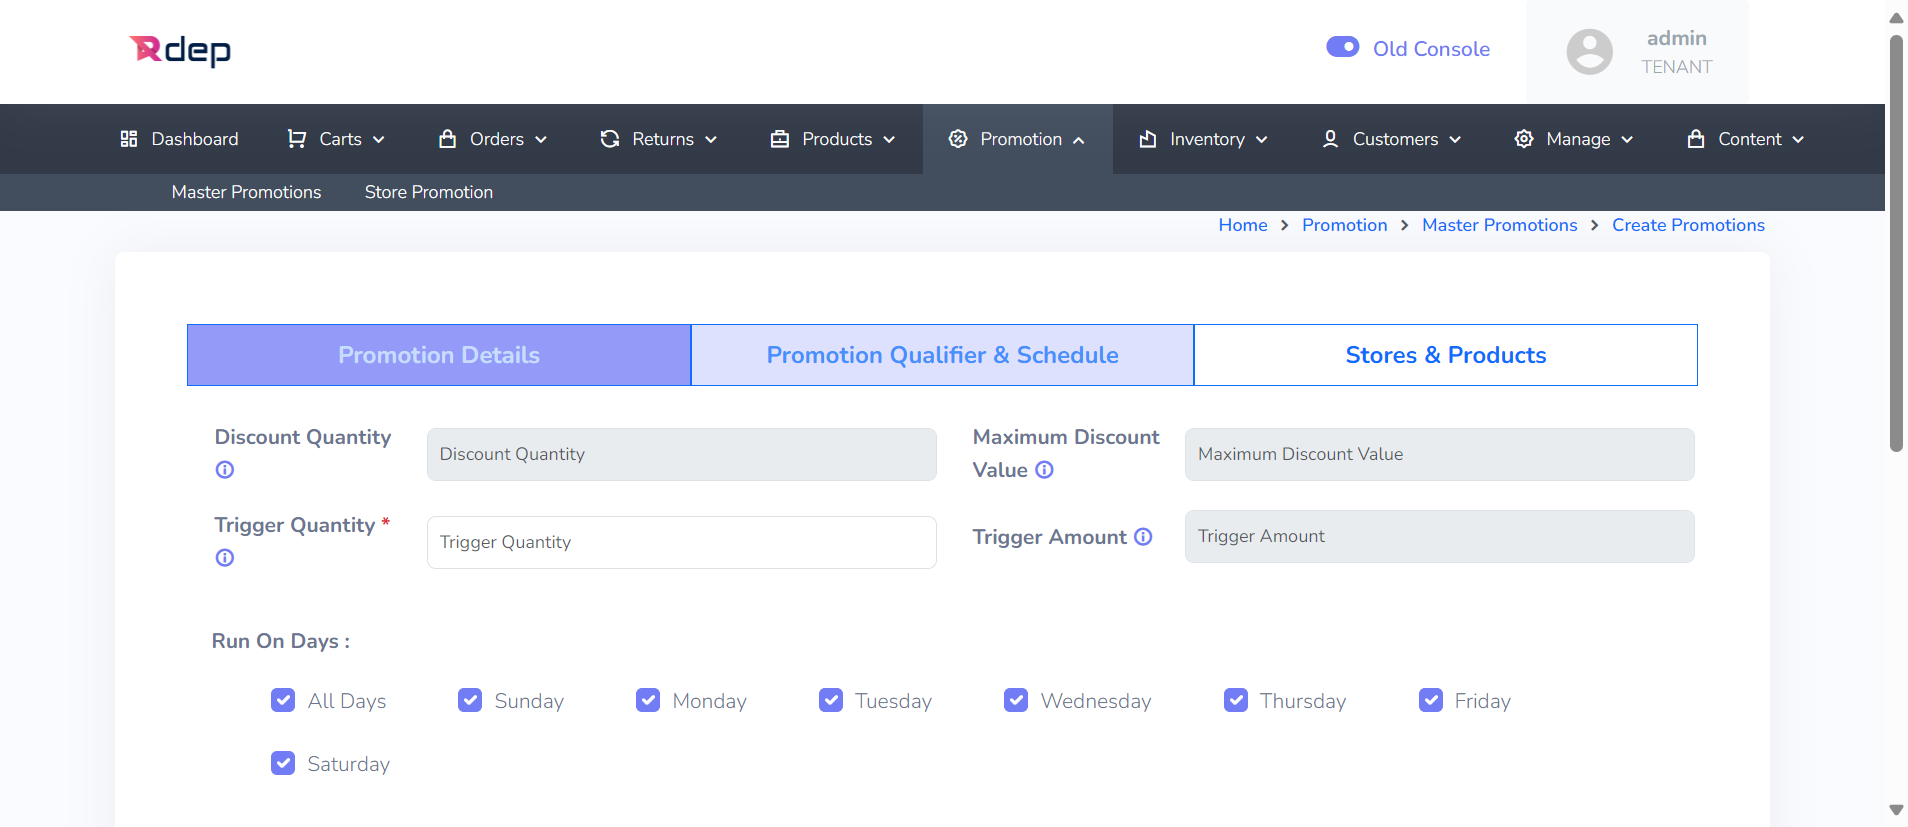 Rdep
Old Console
admin
TENANT
Dashboard Carts Orders Returns Products Promotion Inventory Customers Manage Content
Master Promotions Store Promotion
Home > Promotion > Master Promotions > Create Promotions
Promotion Details Promotion Qualifier & Schedule Stores & Products
Discount Quantity
Discount Quantity
Maximum Discount
Value
Maximum Discount Value
Trigger Quantity *
Trigger Quantity
Trigger Amount
Trigger Amount
Run On Days :
All Days Sunday Monday Tuesday Wednesday Thursday Friday
Saturday